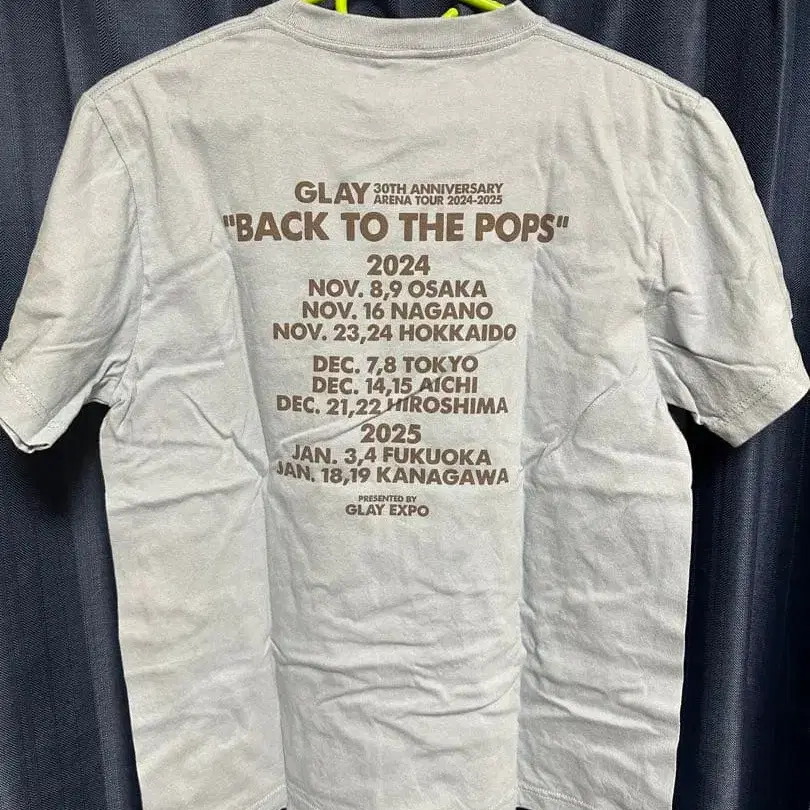 GLAY 30TH ANNIVERSARY
ARENA TOUR 2024-2025
"BACK TO THE POPS"
2024
NOV. 8,9 OSAKA
NOV. 16 NAGANO
NOV. 23,24 HOKKAIDO
DEC. 7,8 TOKYO
DEC. 14,15 AICHI
DEC. 21,22 HIROSHIMA
2025
JAN. 3,4 FUKUOKA
JAN. 18,19 KANAGAWA
PRESENTED BY
GLAY EXPO